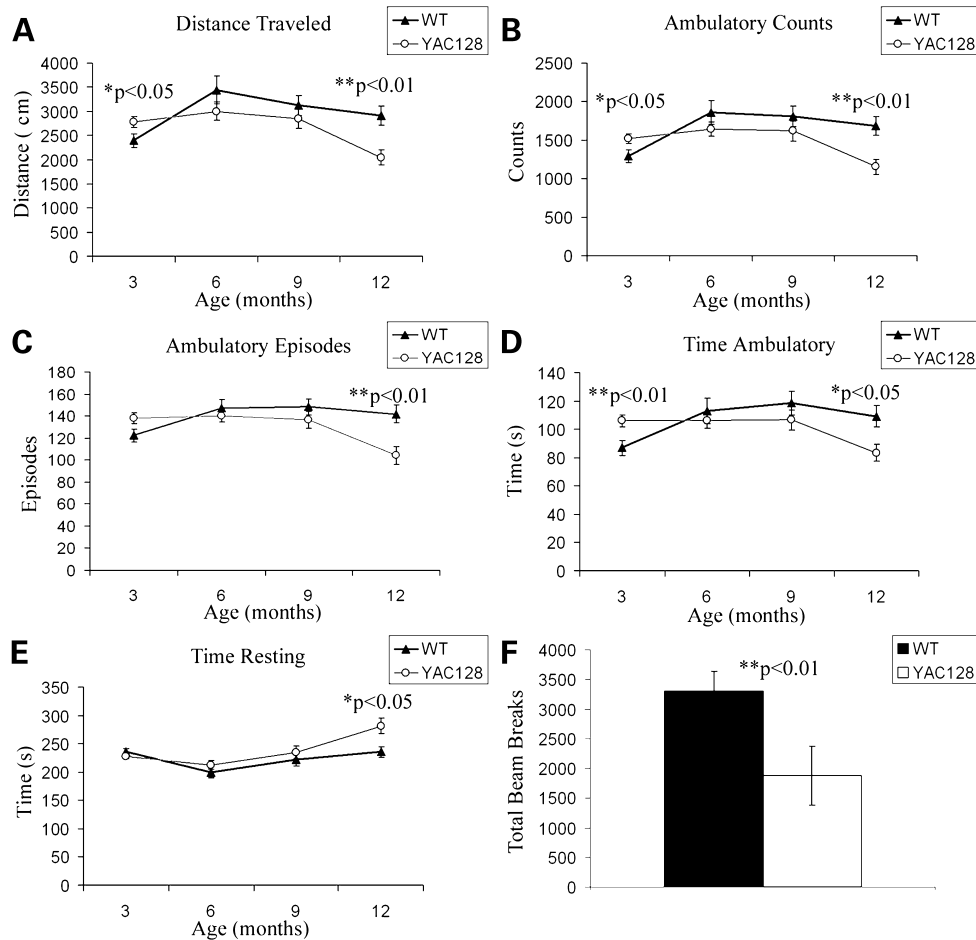 A
Distance Traveled
WT
YAC128
*p<0.05
**p<0.01
Distance ( cm)
4000
3500
3000
2500
2000
1500
1000
500
0
3 6 9 12
Age (months)
B
Ambulatory Counts
WT
YAC128
*p<0.05
**p<0.01
Counts
2500
2000
1500
1000
500
0
3 6 9 12
Age (months)
C
Ambulatory Episodes
WT
YAC128
**p<0.01
Episodes
180
160
140
120
100
80
60
40
20
0
3 6 9 12
Age (months)
D
Time Ambulatory
WT
YAC128
**p<0.01
*p<0.05
Time (s)
140
120
100
80
60
40
20
0
3 6 9 12
Age (months)
E
Time Resting
WT
YAC128
*p<0.05
Time (s)
350
300
250
200
150
100
50
0
3 6 9 12
Age (months)
F
WT
YAC128
**p<0.01
Total Beam Breaks
4000
3500
3000
2500
2000
1500
1000
500
0